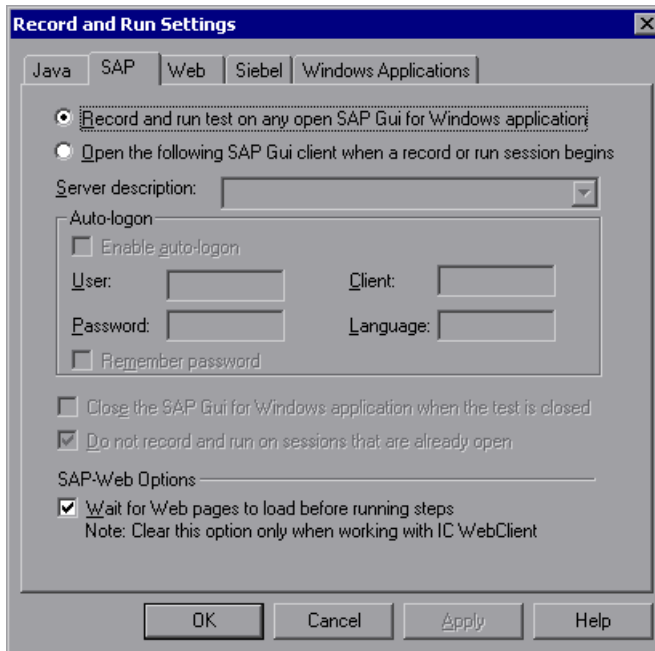 Record and Run Settings
Java SAP Web Siebel Windows Applications
Record and run test on any open SAP Gui for Windows application
Open the following SAP Gui client when a record or run session begins
Server description:
Auto-logon
Enable auto-logon
User: Client:
Password: Language:
Remember password
Close the SAP Gui for Windows application when the test is closed
Do not record and run on sessions that are already open
SAP-Web Options
Wait for Web pages to load before running steps
Note: Clear this option only when working with IC WebClient
OK Cancel Apply Help